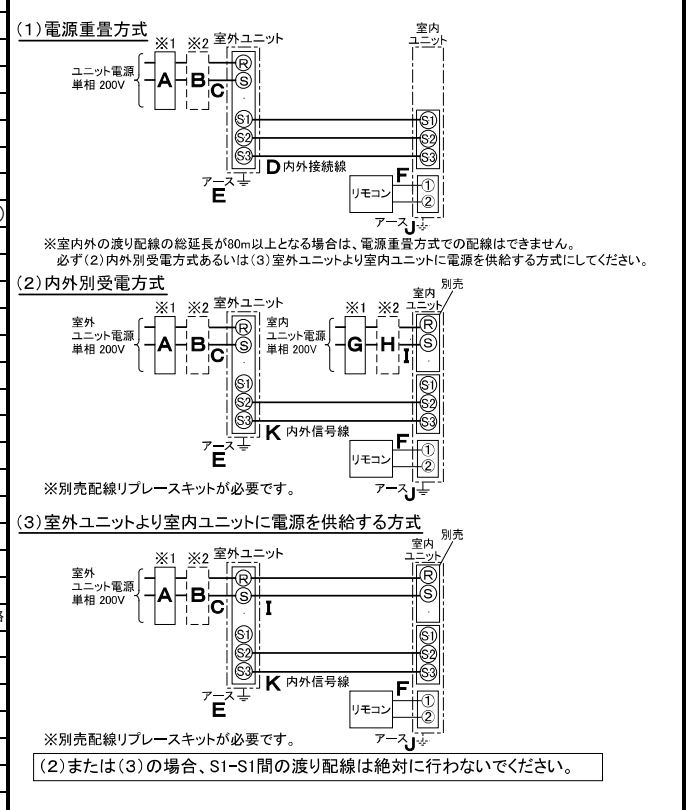 (1)電源重畳方式
※1 ※2 室外ユニット
室内
ユニット
ユニット電源
単相 200V
A B C
R
S
S1
S2
S3
S1
S2
S3
D 内外接続線
F
リモコン
①
②
アース
E
アース J
※室内外の渡り配線の総延長が80m以上となる場合は、電源重畳方式での配線はできません。
必ず(2)内外別受電方式あるいは(3)室外ユニットより室内ユニットに電源を供給する方式にしてください。
(2)内外別受電方式
※1 ※2 室外ユニット
※1 ※2
室内
ユニット
別売
室外
ユニット電源
単相 200V
A B C
R
S
室内
ユニット電源
単相 200V
G H I
R
S
S1
S2
S3
S1
S2
S3
K 内外信号線
F
リモコン
①
②
アース
E
アース J
※別売配線リプレースキットが必要です。
(3)室外ユニットより室内ユニットに電源を供給する方式
※1 ※2 室外ユニット
室内
ユニット
別売
室外
ユニット電源
単相 200V
A B C
R
S
I
R
S
S1
S2
S3
S1
S2
S3
K 内外信号線
F
リモコン
①
②
アース
E
アース J
※別売配線リプレースキットが必要です。
(2)または(3)の場合、S1-S1間の渡り配線は絶対に行わないでください。